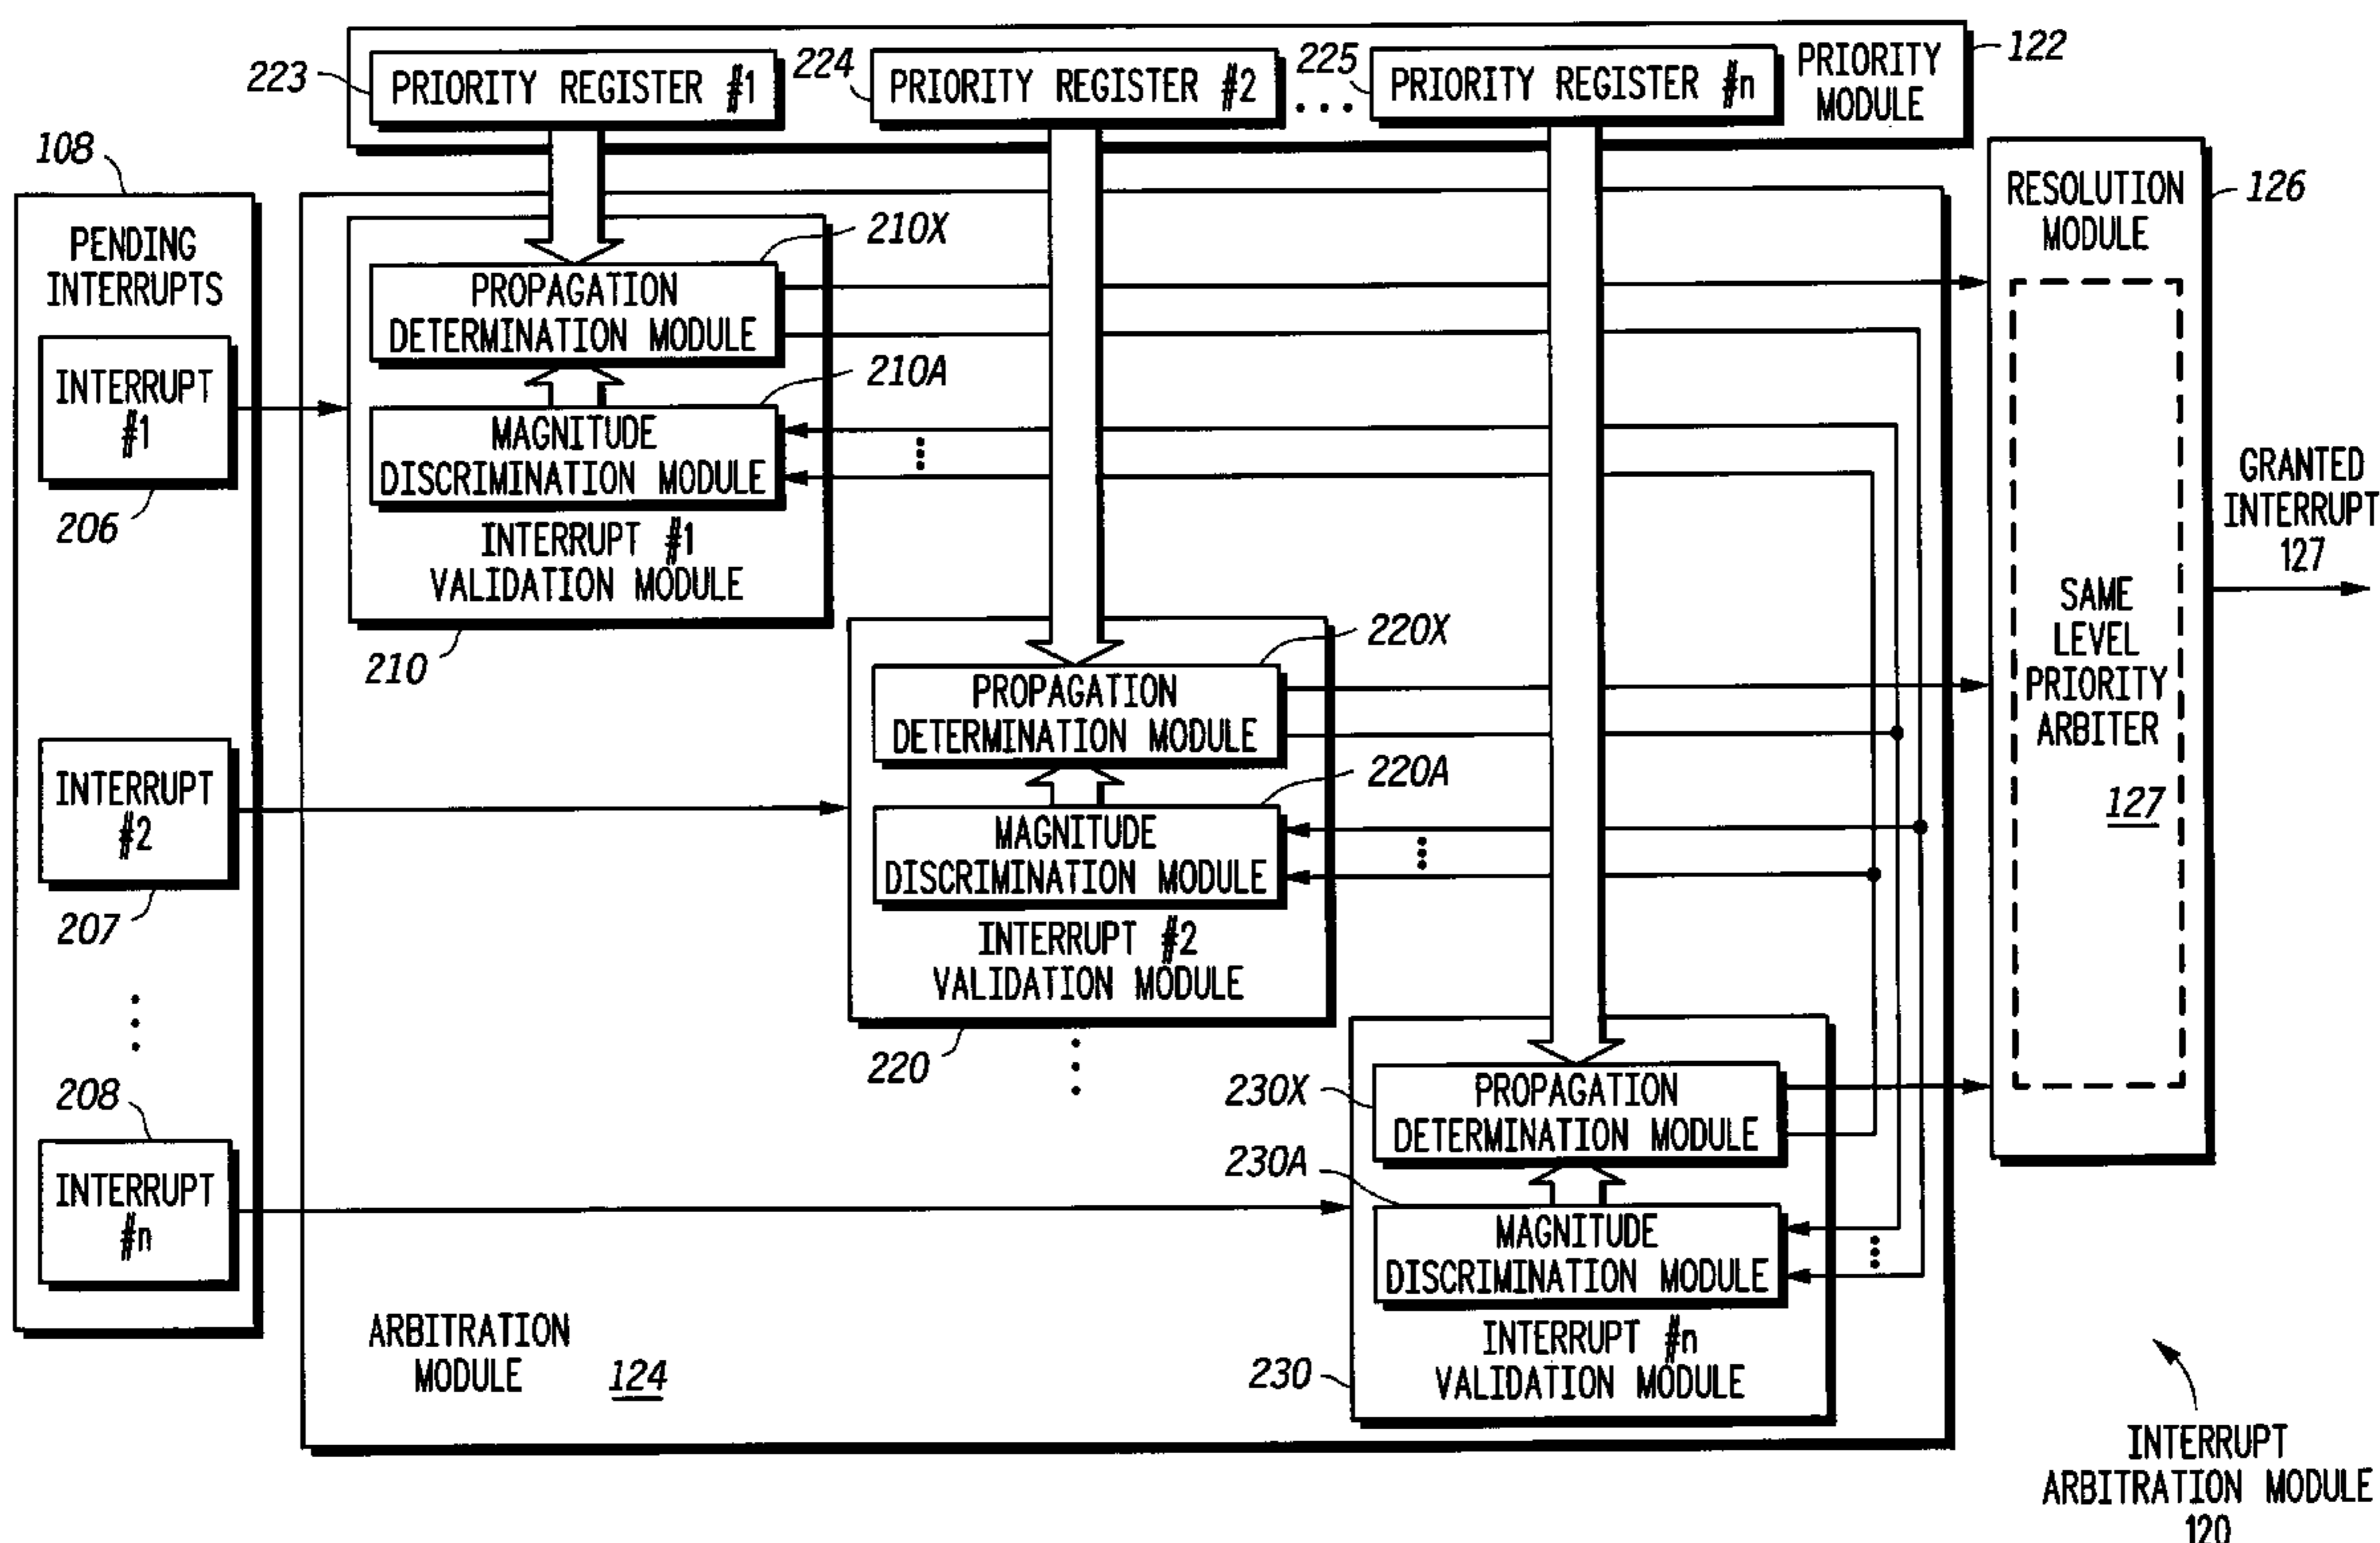 223
PRIORITY REGISTER #1
224
PRIORITY REGISTER #2
...
225
PRIORITY REGISTER #n
PRIORITY
MODULE
122
108
PENDING
INTERRUPTS
INTERRUPT
#1
206
INTERRUPT
#2
207
208
INTERRUPT
#n
210X
PROPAGATION
DETERMINATION MODULE
210A
MAGNITUDE
DISCRIMINATION MODULE
INTERRUPT #1
VALIDATION MODULE
210
220X
PROPAGATION
DETERMINATION MODULE
220A
MAGNITUDE
DISCRIMINATION MODULE
INTERRUPT #2
VALIDATION MODULE
220
230X
PROPAGATION
DETERMINATION MODULE
230A
MAGNITUDE
DISCRIMINATION MODULE
INTERRUPT #n
VALIDATION MODULE
230
ARBITRATION
MODULE
124
RESOLUTION
MODULE
126
SAME
LEVEL
PRIORITY
ARBITER
127
GRANTED
INTERRUPT
127
INTERRUPT
ARBITRATION MODULE
120